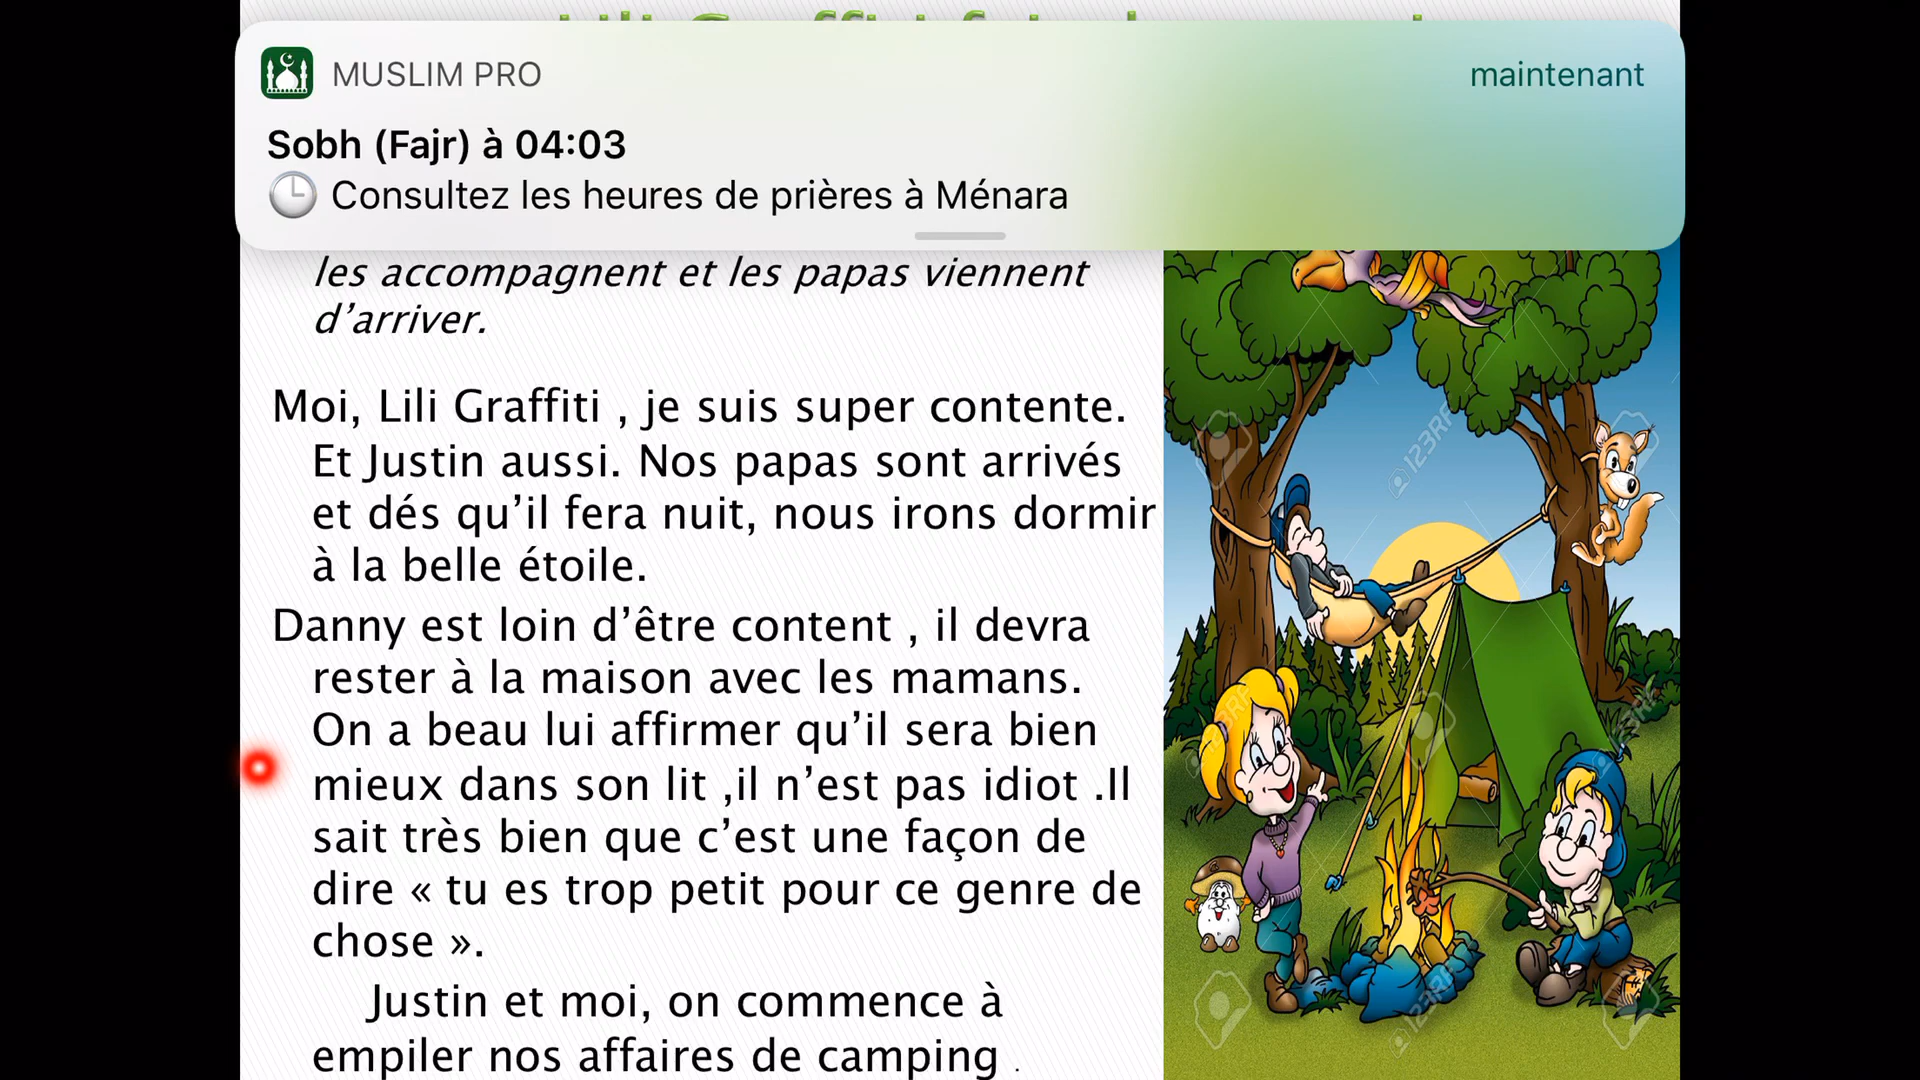 MUSLIM PRO
maintenant
Sobh (Fajr) à 04:03
Consultez les heures de prières à Ménara
les accompagnent et les papas viennent
d’arriver.
Moi, Lili Graffiti , je suis super contente.
Et Justin aussi. Nos papas sont arrivés
et dés qu’il fera nuit, nous irons dormir
à la belle étoile.
Danny est loin d’être content , il devra
rester à la maison avec les mamans.
On a beau lui affirmer qu’il sera bien
mieux dans son lit ,il n’est pas idiot .Il
sait très bien que c’est une façon de
dire « tu es trop petit pour ce genre de
chose ».
Justin et moi, on commence à
empiler nos affaires de camping .
123RF
123RF